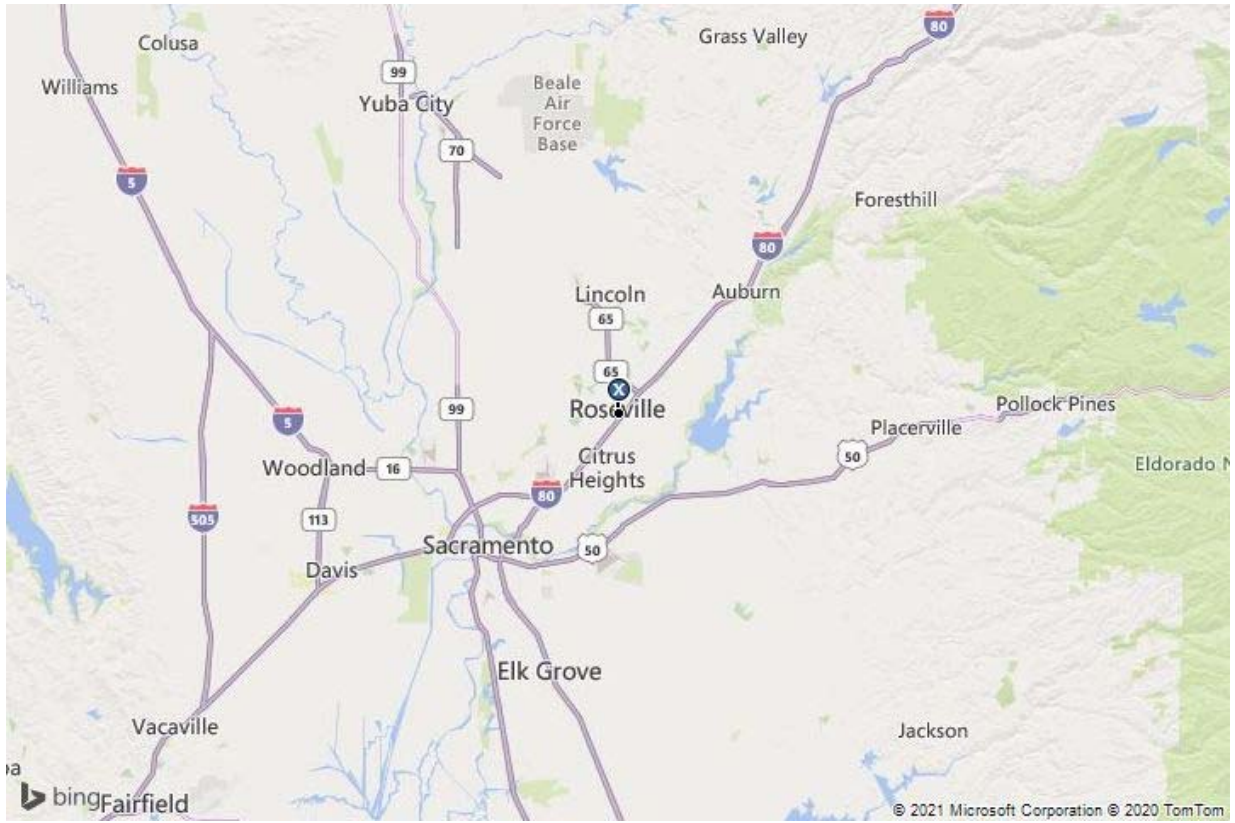 80
Colusa
Grass Valley
99
Williams
Beale
Air
Force
Base
Yuba City
70
5
Foresthill
80
Lincoln
Auburn
65
65
X
Roseville
99
Pollock Pines
5
Placerville
50
Citrus
Heights
Woodland
16
Eldorado N
80
505
113
Sacramento
50
Davis
Elk Grove
Vacaville
Jackson
pa
bing
Fairfield
© 2021 Microsoft Corporation © 2020 TomTom